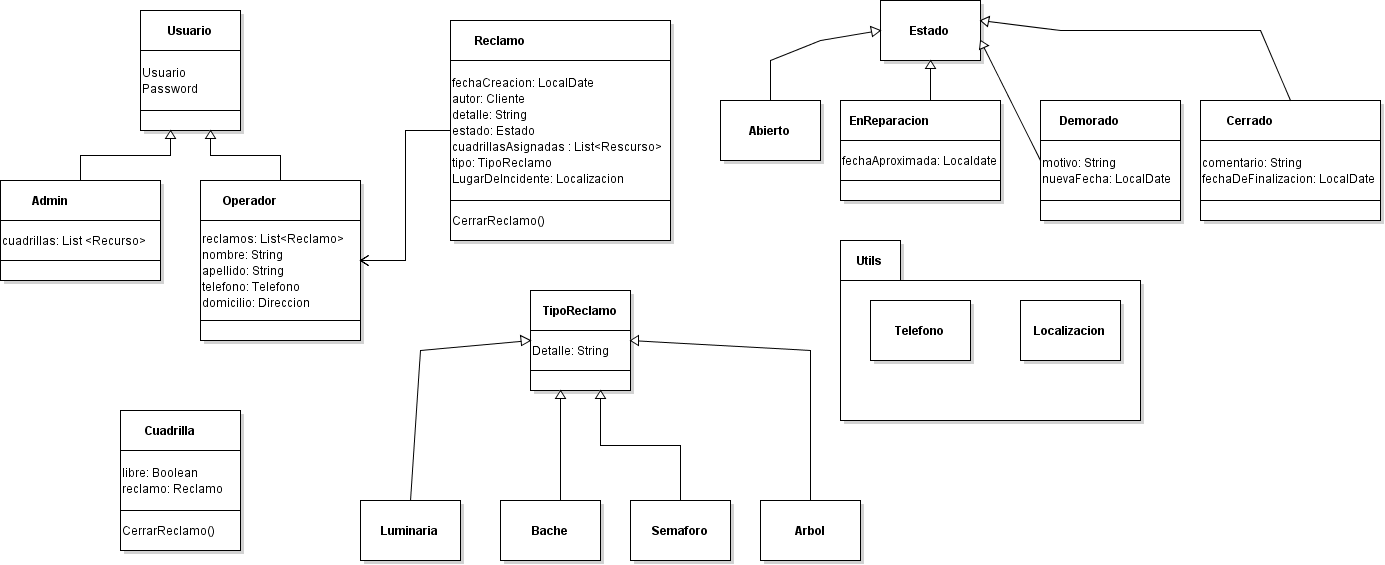 Usuario
Usuario
Password
Admin
cuadrillas: List <Recurso>
Operador
reclamos: List<Reclamo>
nombre: String
apellido: String
telefono: Telefono
domicilio: Direccion
Reclamo
fechaCreacion: LocalDate
autor: Cliente
detalle: String
estado: Estado
cuadrillasAsignadas : List<Rescurso>
tipo: TipoReclamo
LugarDeIncidente: Localizacion
CerrarReclamo()
Estado
Abierto
EnReparacion
fechaAproximada: Localdate
Demorado
motivo: String
nuevaFecha: LocalDate
Cerrado
comentario: String
fechaDeFinalizacion: LocalDate
Utils
Telefono
Localizacion
TipoReclamo
Detalle: String
Cuadrilla
libre: Boolean
reclamo: Reclamo
CerrarReclamo()
Luminaria
Bache
Semaforo
Arbol